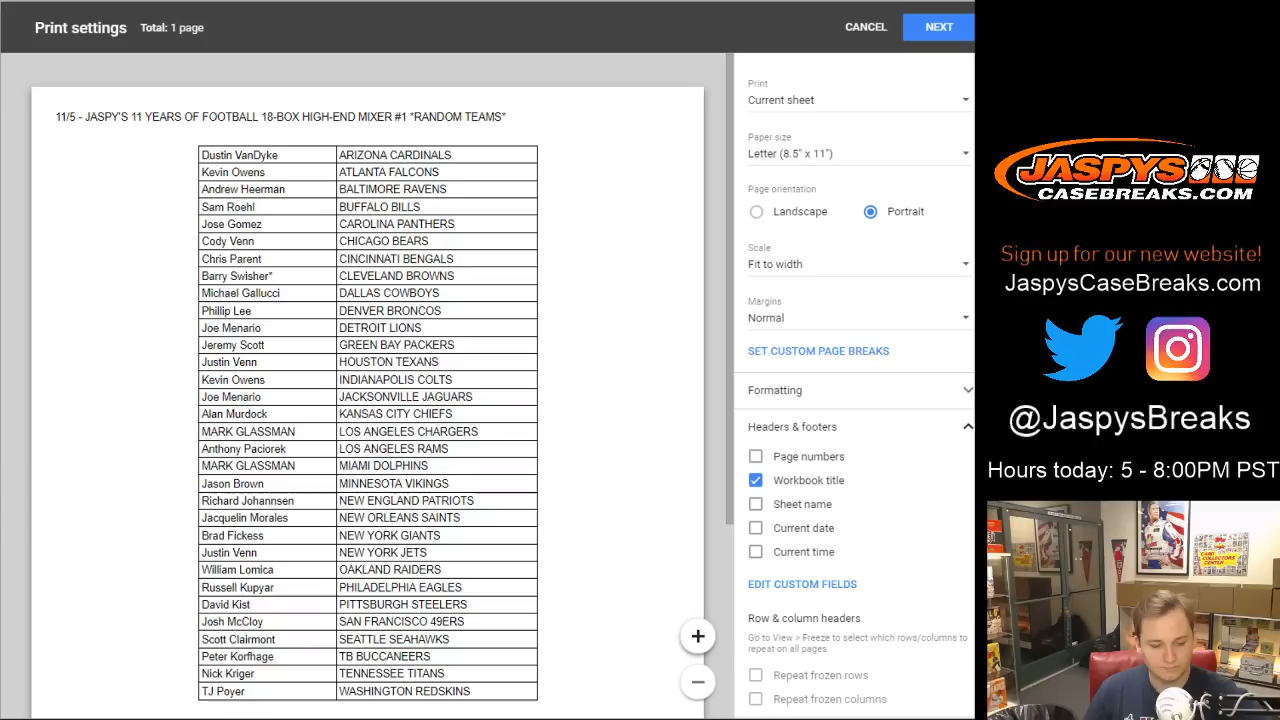 Print settings Total: 1 page CANCEL NEXT
11/5 - JASPY'S 11 YEARS OF FOOTBALL 18-BOX HIGH-END MIXER #1 "RANDOM TEAMS"
Dustin VanDyke ARIZONA CARDINALS
Kevin Owens ATLANTA FALCONS
Andrew Heerman BALTIMORE RAVENS
Sam Roehl BUFFALO BILLS
Jose Gomez CAROLINA PANTHERS
Cody Venn CHICAGO BEARS
Chris Parent CINCINNATI BENGALS
Barry Swisher* CLEVELAND BROWNS
Michael Gallucci DALLAS COWBOYS
Phillip Lee DENVER BRONCOS
Joe Menario DETROIT LIONS
Jeremy Scott GREEN BAY PACKERS
Justin Venn HOUSTON TEXANS
Kevin Owens INDIANAPOLIS COLTS
Joe Menario JACKSONVILLE JAGUARS
Alan Murdock KANSAS CITY CHIEFS
MARK GLASSMAN LOS ANGELES CHARGERS
Anthony Paciorek LOS ANGELES RAMS
MARK GLASSMAN MIAMI DOLPHINS
Jason Brown MINNESOTA VIKINGS
Richard Johannsen NEW ENGLAND PATRIOTS
Jacquelin Morales NEW ORLEANS SAINTS
Brad Fickess NEW YORK GIANTS
Justin Venn NEW YORK JETS
William Lomica OAKLAND RAIDERS
Russell Kupyar PHILADELPHIA EAGLES
David Kist PITTSBURGH STEELERS
Josh McCloy SAN FRANCISCO 49ERS
Scott Clairmont SEATTLE SEAHAWKS
Peter Korfhage TB BUCCANEERS
Nick Kriger TENNESSEE TITANS
TJ Poyer WASHINGTON REDSKINS
Print
Current sheet
Paper size
Letter (8.5" x 11")
Page orientation
Landscape Portrait
Scale
Fit to width
Margins
Normal
SET CUSTOM PAGE BREAKS
Formatting
Headers & footers
Page numbers
Workbook title
Sheet name
Current date
Current time
EDIT CUSTOM FIELDS
Row & column headers
Go to View > Freeze to select which rows/columns to
repeat on all pages
Repeat frozen rows
Repeat frozen columns
JASPYS
CASEBREAKS.COM
Sign up for our new website!
JaspysCaseBreaks.com
@JaspysBreaks
Hours today: 5 - 8:00PM PST